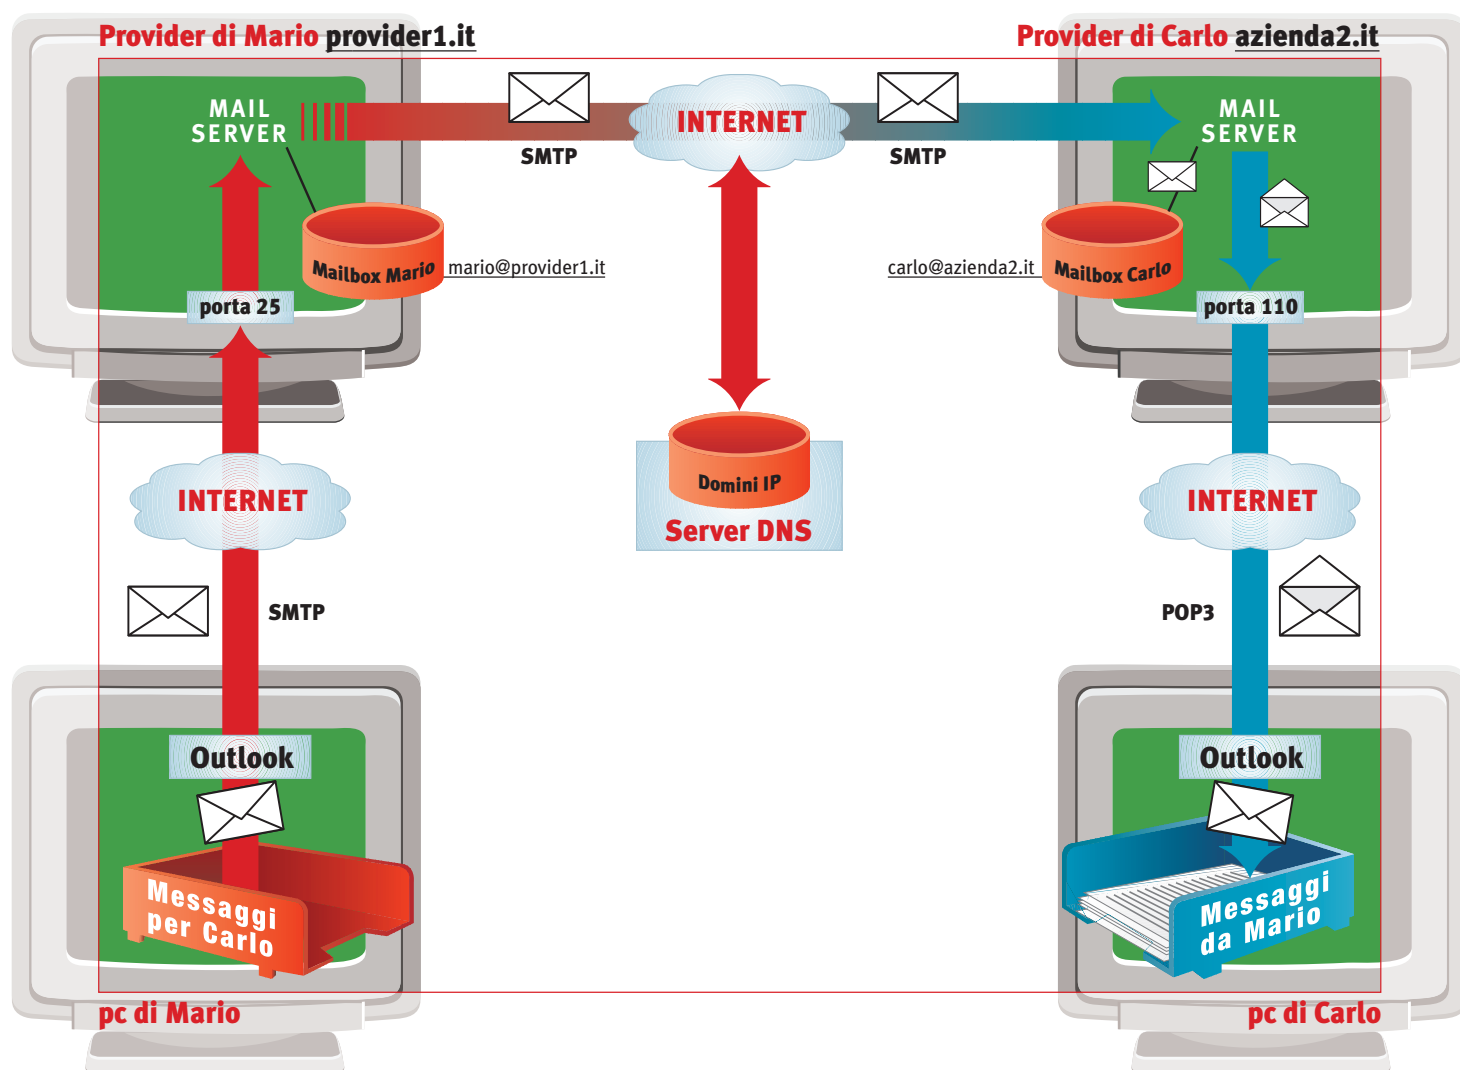 Provider di Mario provider1.it
Provider di Carlo azienda2.it
MAIL
SERVER
INTERNET
MAIL
SERVER
SMTP
SMTP
Mailbox Mario
mario@provider1.it
carlo@azienda2.it
Mailbox Carlo
porta 25
porta 110
Domini IP
Server DNS
INTERNET
INTERNET
SMTP
POP3
Outlook
Outlook
Messaggi
per Carlo
Messaggi
da Mario
pc di Mario
pc di Carlo